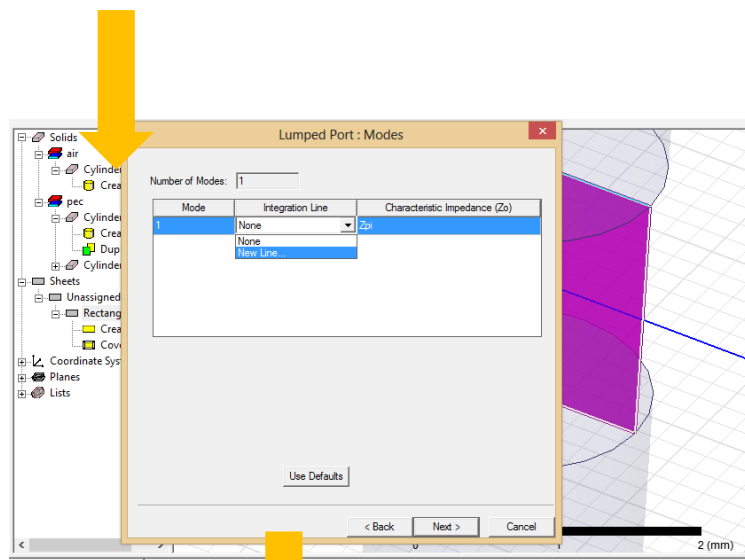 Lumped Port : Modes
Solids
air
Cylinder
Crea
pec
Cylinder
Crea
Dup
Cylinder
Sheets
Unassigned
Rectang
Crea
Cove
Coordinate Sys
Planes
Lists
Number of Modes: 1
Mode Integration Line Characteristic Impedance (Zo)
1 None Zpi
None
New Line...
Use Defaults
< Back Next > Cancel
2 (mm)